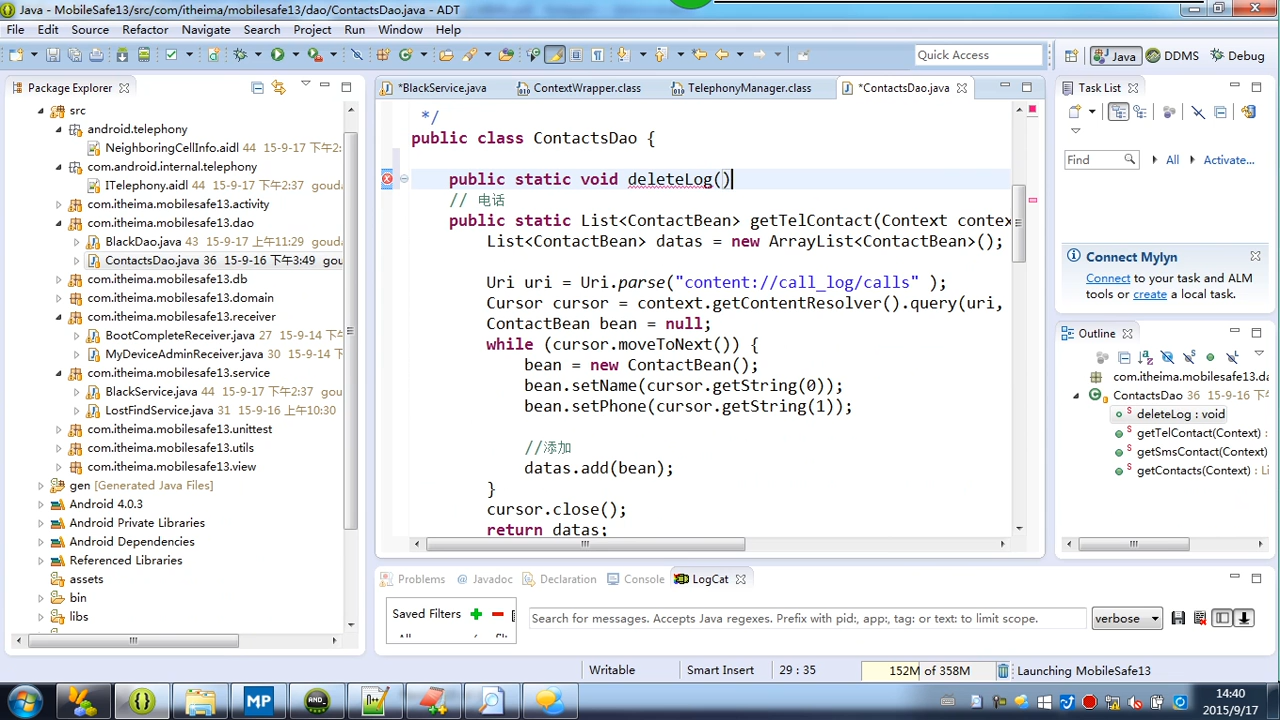 Java - MobileSafe13/src/com/itheima/mobilesafe13/dao/ContactsDao.java - ADT
File Edit Source Refactor Navigate Search Project Run Window Help
Quick Access
Java DDMS Debug
Package Explorer
src
android.telephony
NeighboringCellInfo.aidl 44 15-9-17 下午2:
com.android.internal.telephony
ITelephony.aidl 44 15-9-17 下午2:37 goud
com.itheima.mobilesafe13.activity
com.itheima.mobilesafe13.dao
BlackDao.java 43 15-9-17 上午11:29 goud
ContactsDao.java 36 15-9-16 下午3:49 gou
com.itheima.mobilesafe13.db
com.itheima.mobilesafe13.domain
com.itheima.mobilesafe13.receiver
BootCompleteReceiver.java 27 15-9-14 下
MyDeviceAdminReceiver.java 30 15-9-14 下
com.itheima.mobilesafe13.service
BlackService.java 44 15-9-17 下午2:37 gou
LostFindService.java 31 15-9-16 上午10:30
com.itheima.mobilesafe13.unittest
com.itheima.mobilesafe13.utils
com.itheima.mobilesafe13.view
gen [Generated Java Files]
Android 4.0.3
Android Private Libraries
Android Dependencies
Referenced Libraries
assets
bin
libs
*BlackService.java ContextWrapper.class TelephonyManager.class *ContactsDao.java
*/
public class ContactsDao {
public static void deleteLog()
// 电话
public static List<ContactBean> getTelContact(Context contex
List<ContactBean> datas = new ArrayList<ContactBean>();
Uri uri = Uri.parse("content://call_log/calls" );
Cursor cursor = context.getContentResolver().query(uri,
ContactBean bean = null;
while (cursor.moveToNext()) {
bean = new ContactBean();
bean.setName(cursor.getString(0));
bean.setPhone(cursor.getString(1));
//添加
datas.add(bean);
}
cursor.close();
return datas;
Task List
Find All Activate...
Connect Mylyn
Connect to your task and ALM
tools or create a local task.
Outline
com.itheima.mobilesafe13.da
ContactsDao 36 15-9-16 下午
deleteLog : void
getTelContact(Context) :
getSmsContact(Context)
getContacts(Context) : Li
Problems Javadoc Declaration Console LogCat
Saved Filters
Search for messages. Accepts Java regexes. Prefix with pid:, app:, tag: or text: to limit scope.
verbose
Writable Smart Insert 29 : 35 152M of 358M Launching MobileSafe13
MP
AND
14:40
2015/9/17